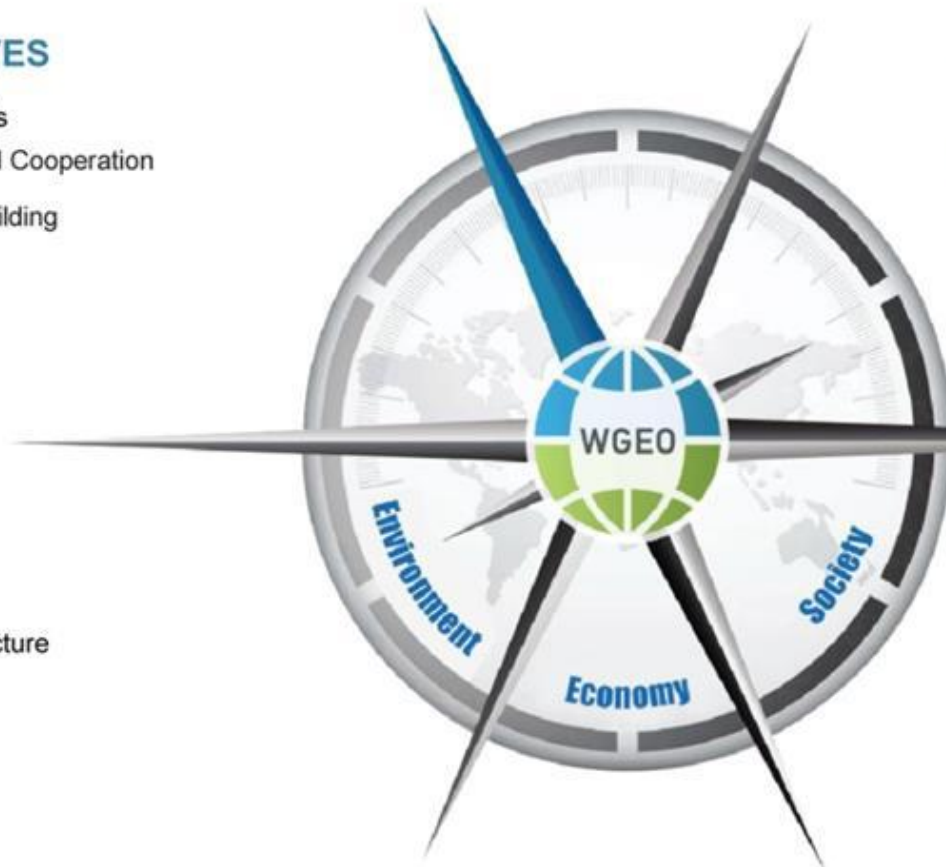 ES
s
l Cooperation
ilding
WGEO
Environment
Society
Economy
cture